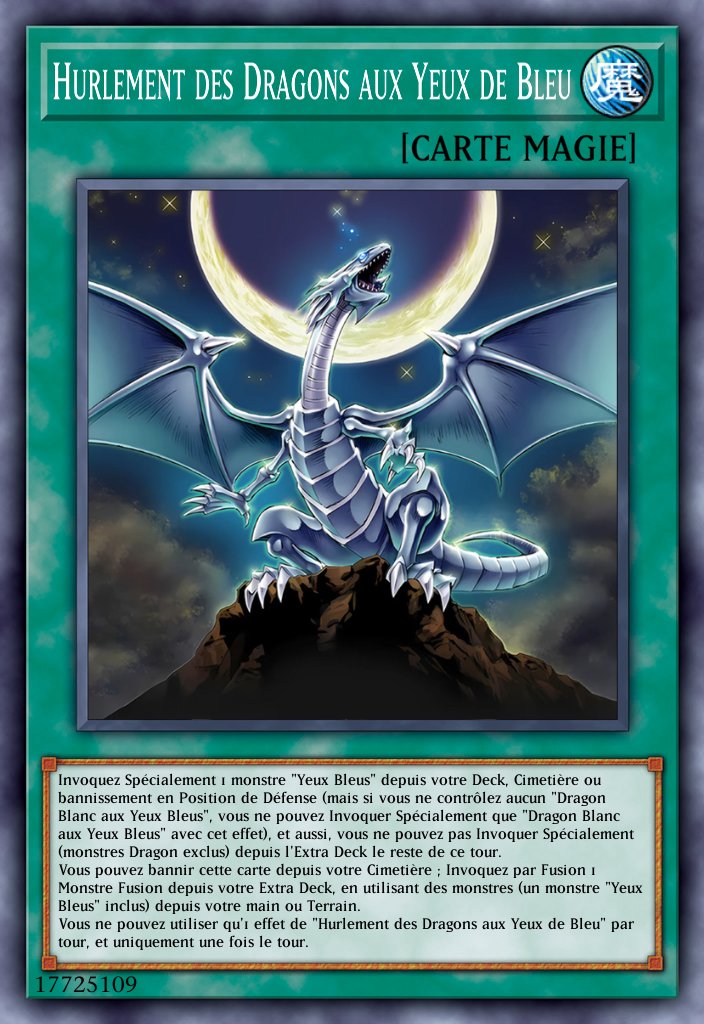 Hurlement des Dragons aux Yeux de Bleu
魔
[CARTE MAGIE]
Invoquez Spécialement 1 monstre "Yeux Bleus" depuis votre Deck, Cimetière ou
bannissement en Position de Défense (mais si vous ne contrôlez aucun "Dragon
Blanc aux Yeux Bleus", vous ne pouvez Invoquer Spécialement que "Dragon Blanc
aux Yeux Bleus" avec cet effet), et aussi, vous ne pouvez pas Invoquer Spécialement
(monstres Dragon exclus) depuis l'Extra Deck le reste de ce tour.
Vous pouvez bannir cette carte depuis votre Cimetière ; Invoquez par Fusion 1
Monstre Fusion depuis votre Extra Deck, en utilisant des monstres (un monstre "Yeux
Bleus" inclus) depuis votre main ou Terrain.
Vous ne pouvez utiliser qu'1 effet de "Hurlement des Dragons aux Yeux de Bleu" par
tour, et uniquement une fois le tour.
17725109